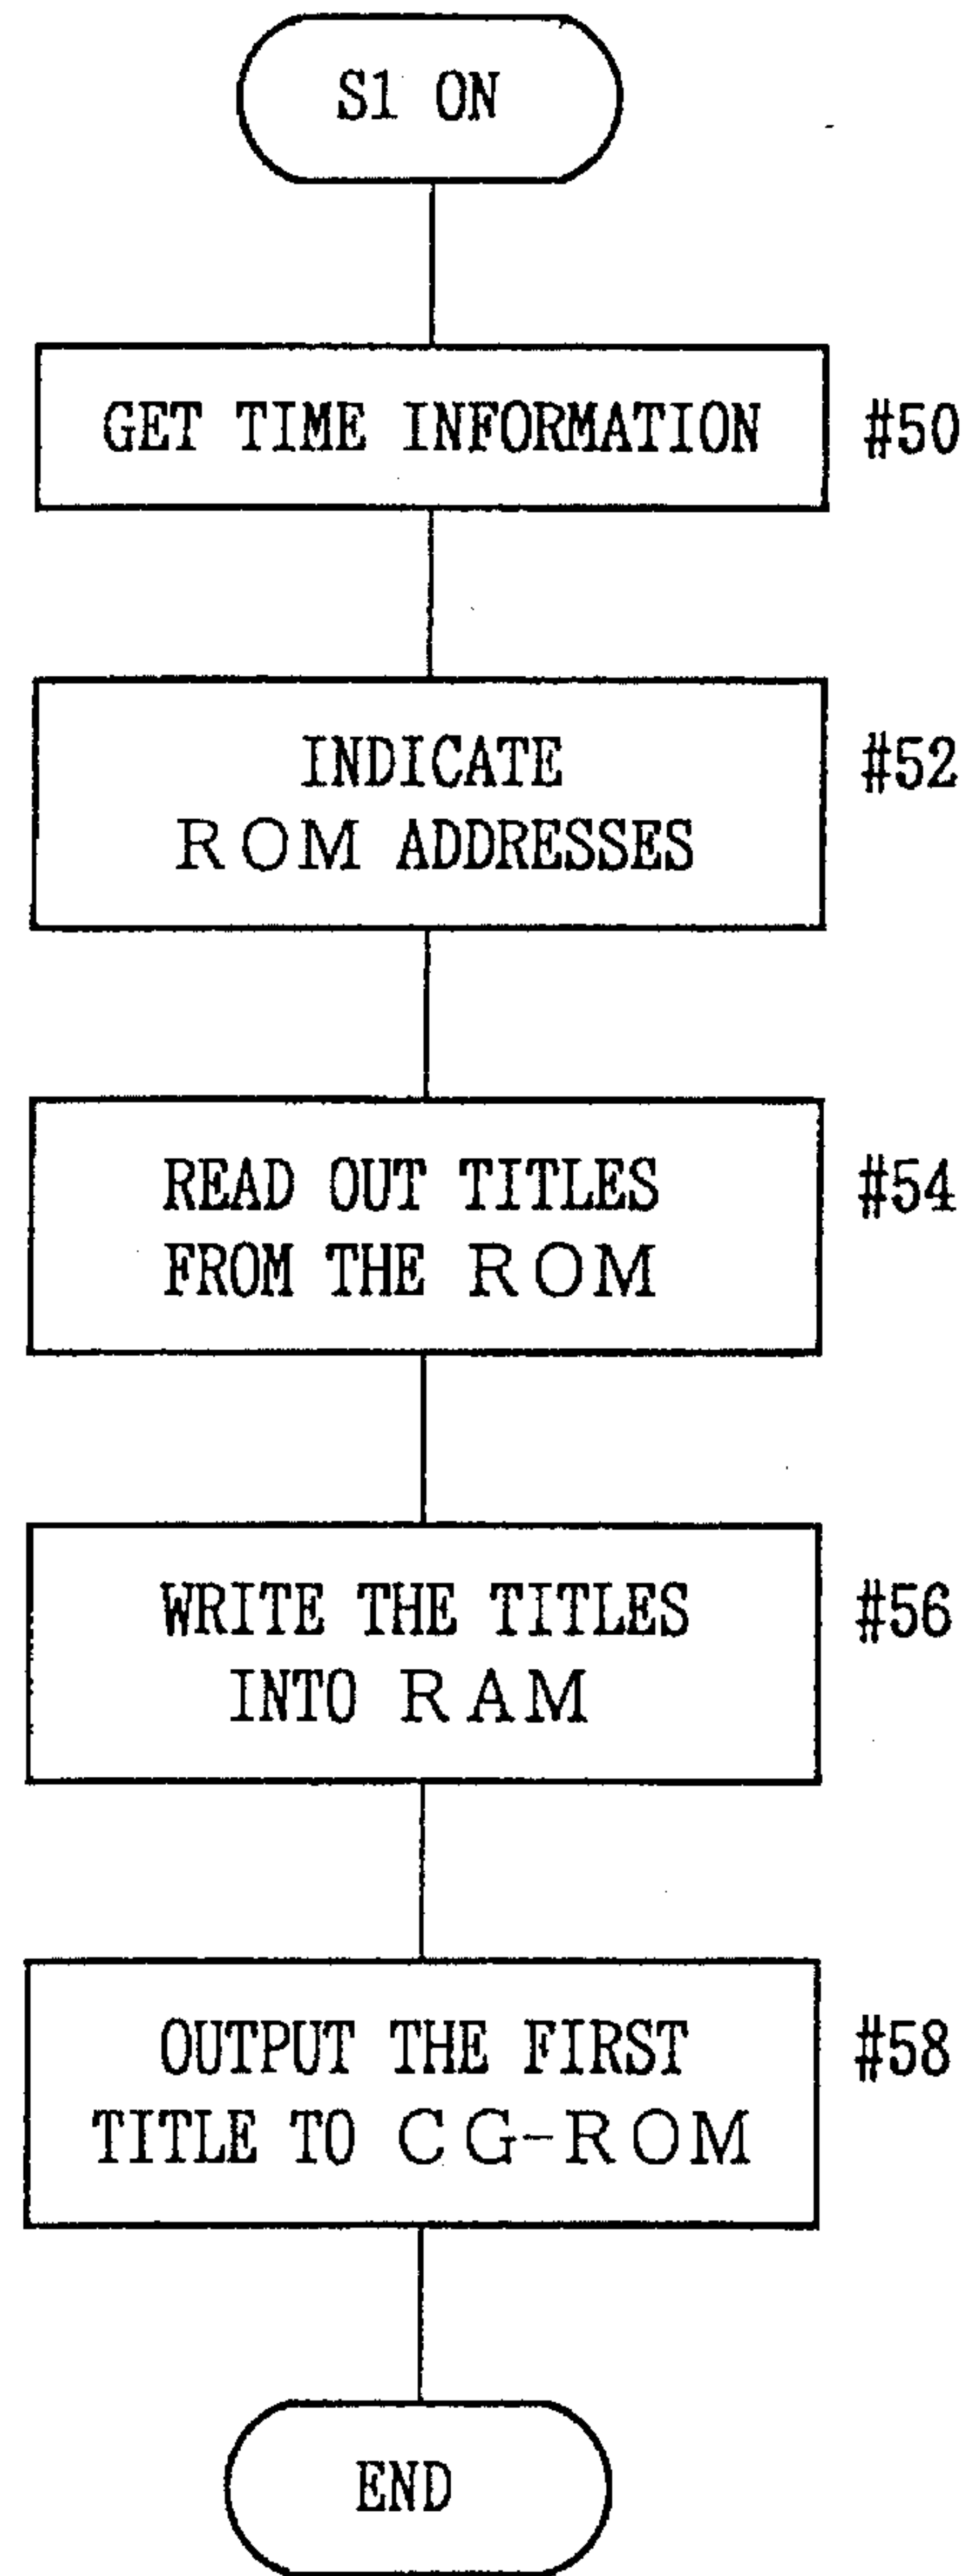 S1 ON
GET TIME INFORMATION #50
INDICATE #52
ROM ADDRESSES
READ OUT TITLES #54
FROM THE ROM
WRITE THE TITLES #56
INTO RAM
OUTPUT THE FIRST #58
TITLE TO CG-ROM
END